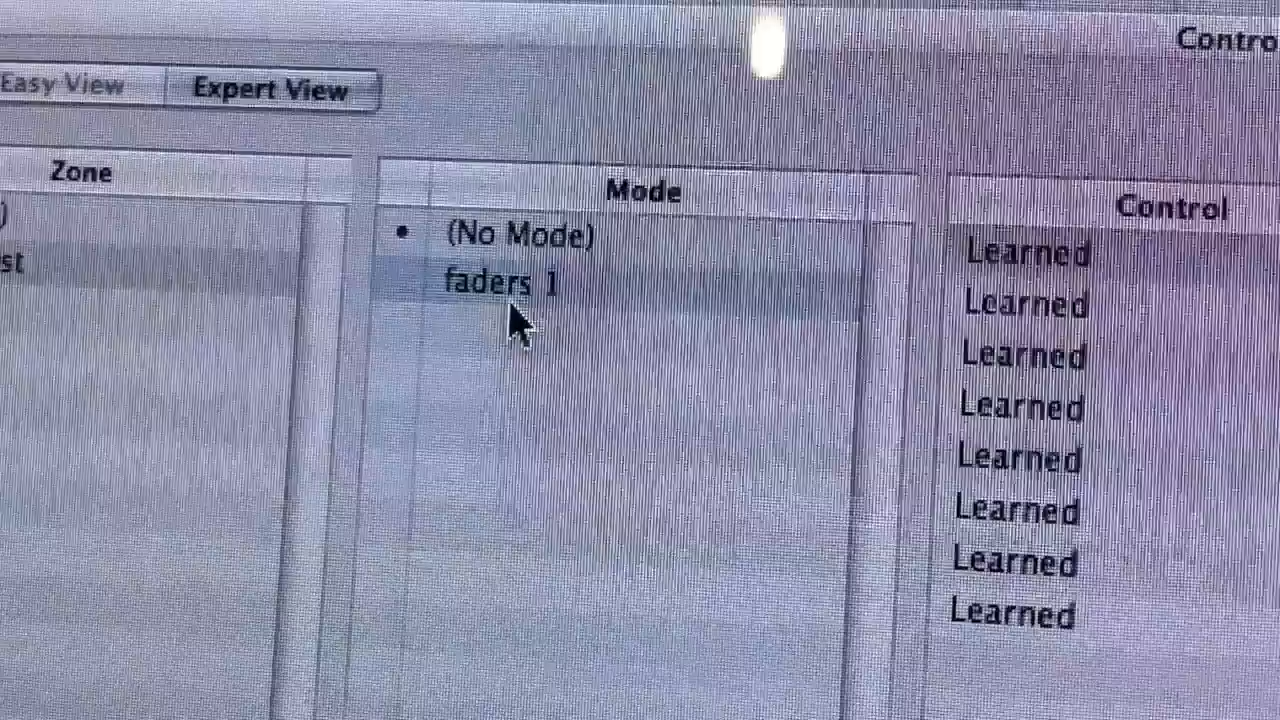 Contro
Easy View Expert View
Zone Mode Control
(No Mode)
st faders 1
Learned
Learned
Learned
Learned
Learned
Learned
Learned
Learned